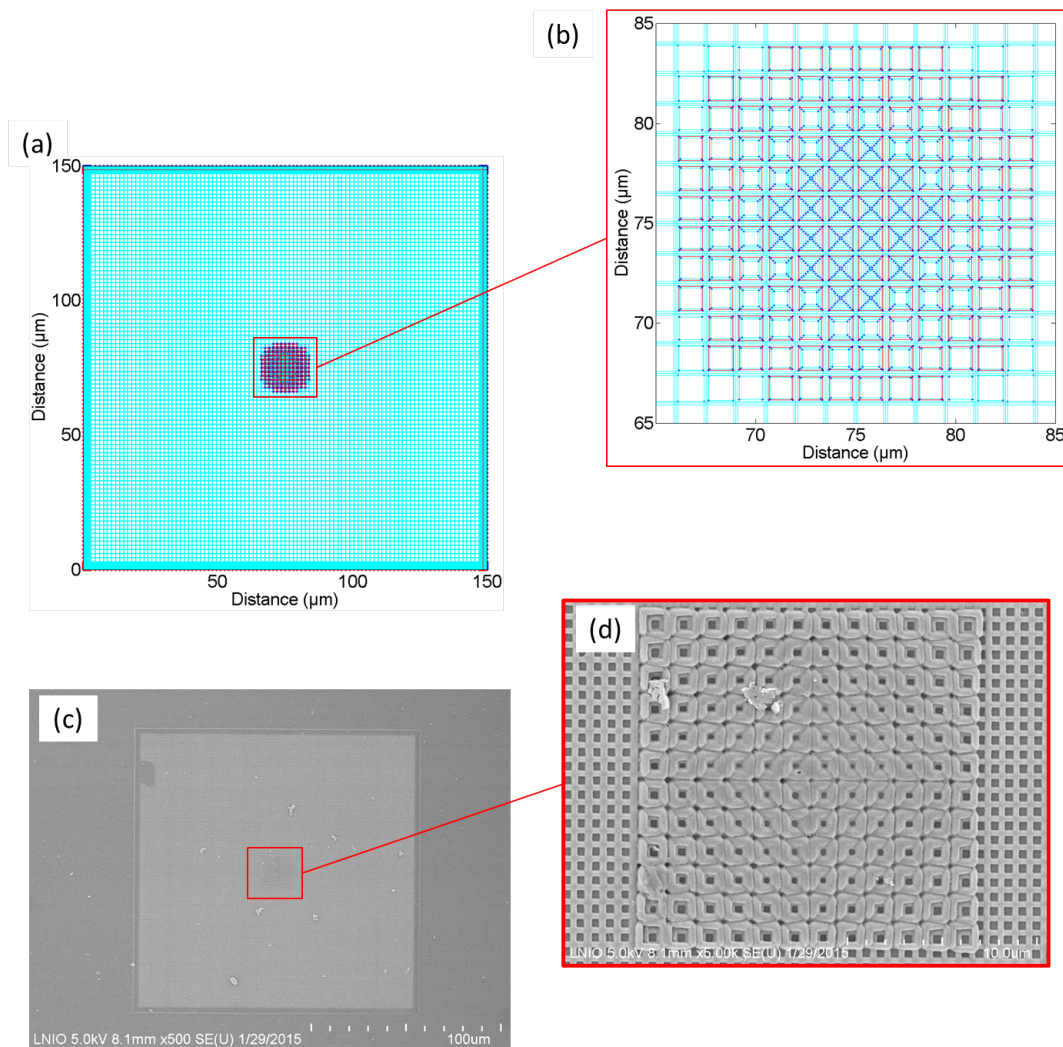 (a)
150
100
50
0
Distance (µm)
50
100
150
Distance (µm)
(b)
85
80
75
70
65
Distance (µm)
70
75
80
85
Distance (µm)
(c)
LNIO 5.0kV 8.1mm x500 SE(U) 1/29/2015
100um
(d)
LNIO 5.0kV 8.1mm x5.00k SE(U) 1/29/2015
10.0um